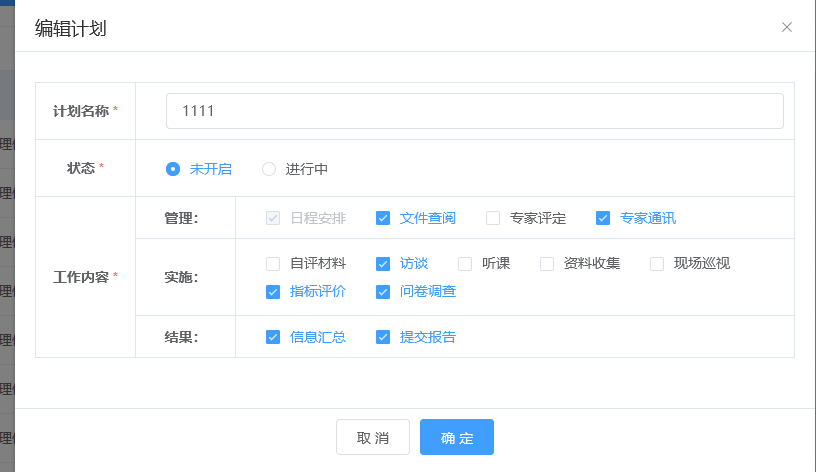 编辑计划
计划名称 * 1111
状态 * 未开启 进行中
管理： 日程安排 文件查阅 专家评定 专家通讯
工作内容 *
实施： 自评材料 访谈 听课 资料收集 现场巡视
指标评价 问卷调查
结果： 信息汇总 提交报告
取 消 确 定